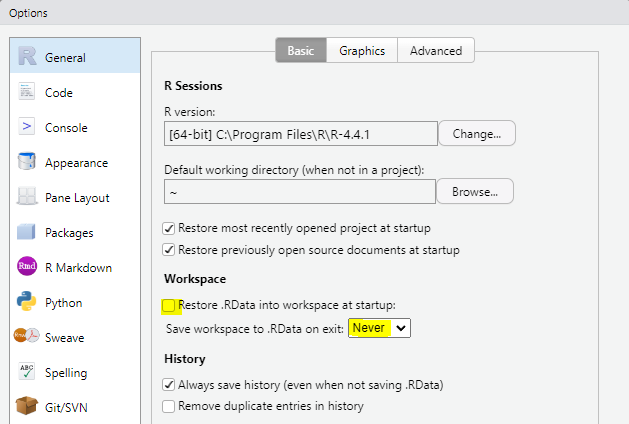 Options
General
Code
Console
Appearance
Pane Layout
Packages
Rmd R Markdown
Python
Sweave
ABC Spelling
Git/SVN
Basic Graphics Advanced
R Sessions
R version:
[64-bit] C:\Program Files\R\R-4.4.1 Change...
Default working directory (when not in a project):
~ Browse...
Restore most recently opened project at startup
Restore previously open source documents at startup
Workspace
Restore .RData into workspace at startup:
Save workspace to .RData on exit: Never
History
Always save history (even when not saving .RData)
Remove duplicate entries in history